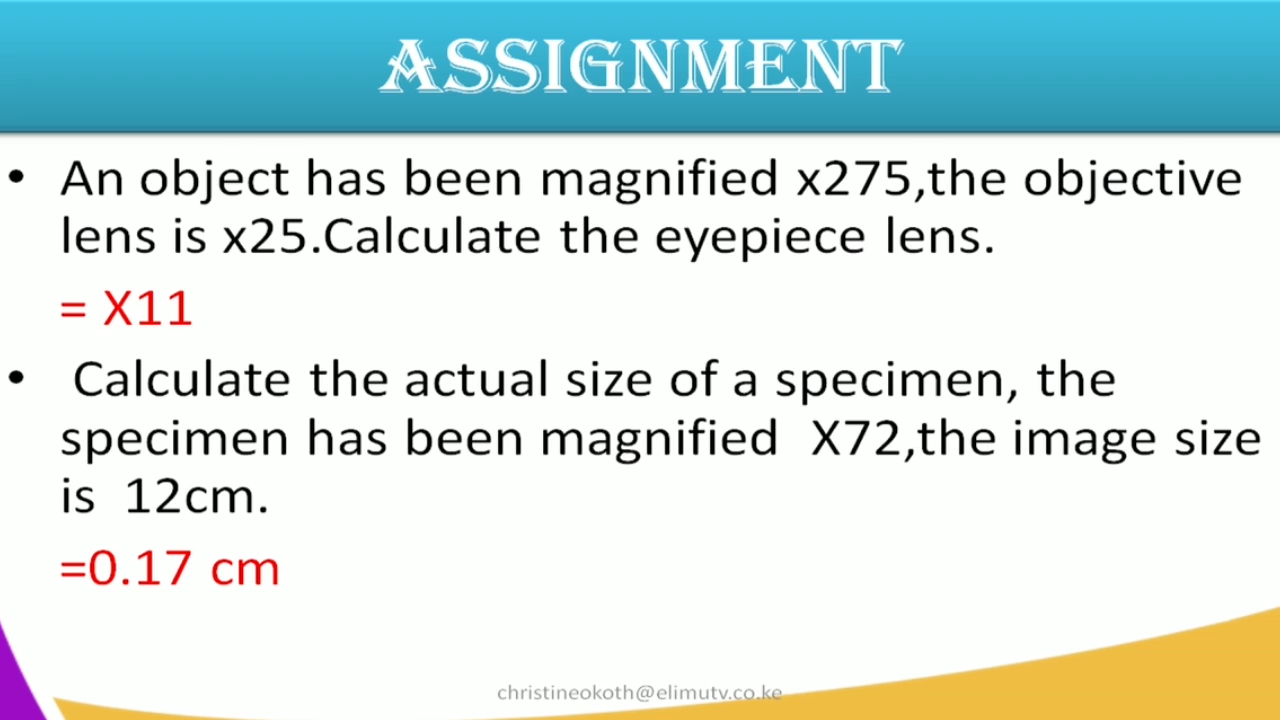 ASSIGNMENT
• An object has been magnified x275,the objective
lens is x25.Calculate the eyepiece lens.
= X11
• Calculate the actual size of a specimen, the
specimen has been magnified X72,the image size
is 12cm.
=0.17 cm
christineokoth@elimutv.co.ke